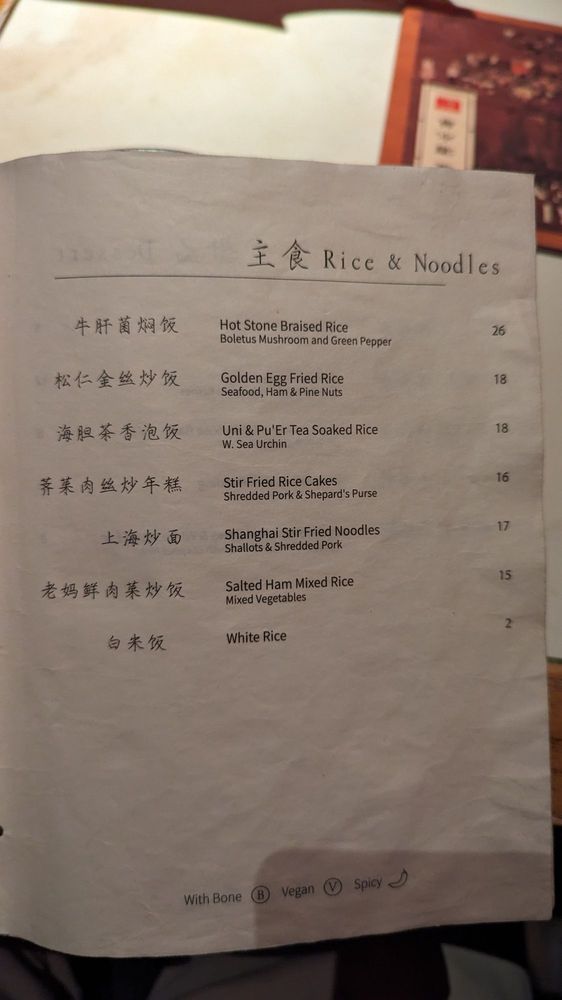 主食 Rice & Noodles
牛肝菌焖饭 Hot Stone Braised Rice 26
Boletus Mushroom and Green Pepper
松仁金丝炒饭 Golden Egg Fried Rice 18
Seafood, Ham & Pine Nuts
海胆茶香泡饭 Uni & Pu'Er Tea Soaked Rice 18
W. Sea Urchin
荠菜肉丝炒年糕 Stir Fried Rice Cakes 16
Shredded Pork & Shepard's Purse
上海炒面 Shanghai Stir Fried Noodles 17
Shallots & Shredded Pork
老妈鲜肉菜炒饭 Salted Ham Mixed Rice 15
Mixed Vegetables
白米饭 White Rice 2
With Bone B Vegan V Spicy